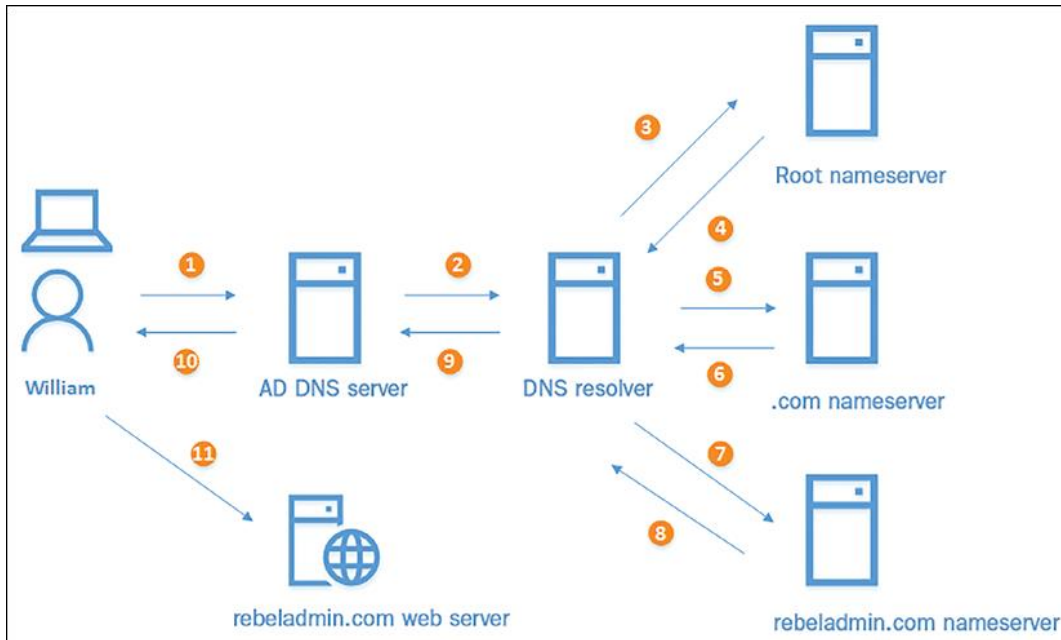 3
Root nameserver
4
1
2
5
10
9
6
William
AD DNS server
DNS resolver
.com nameserver
11
7
8
rebeladmin.com web server
rebeladmin.com nameserver